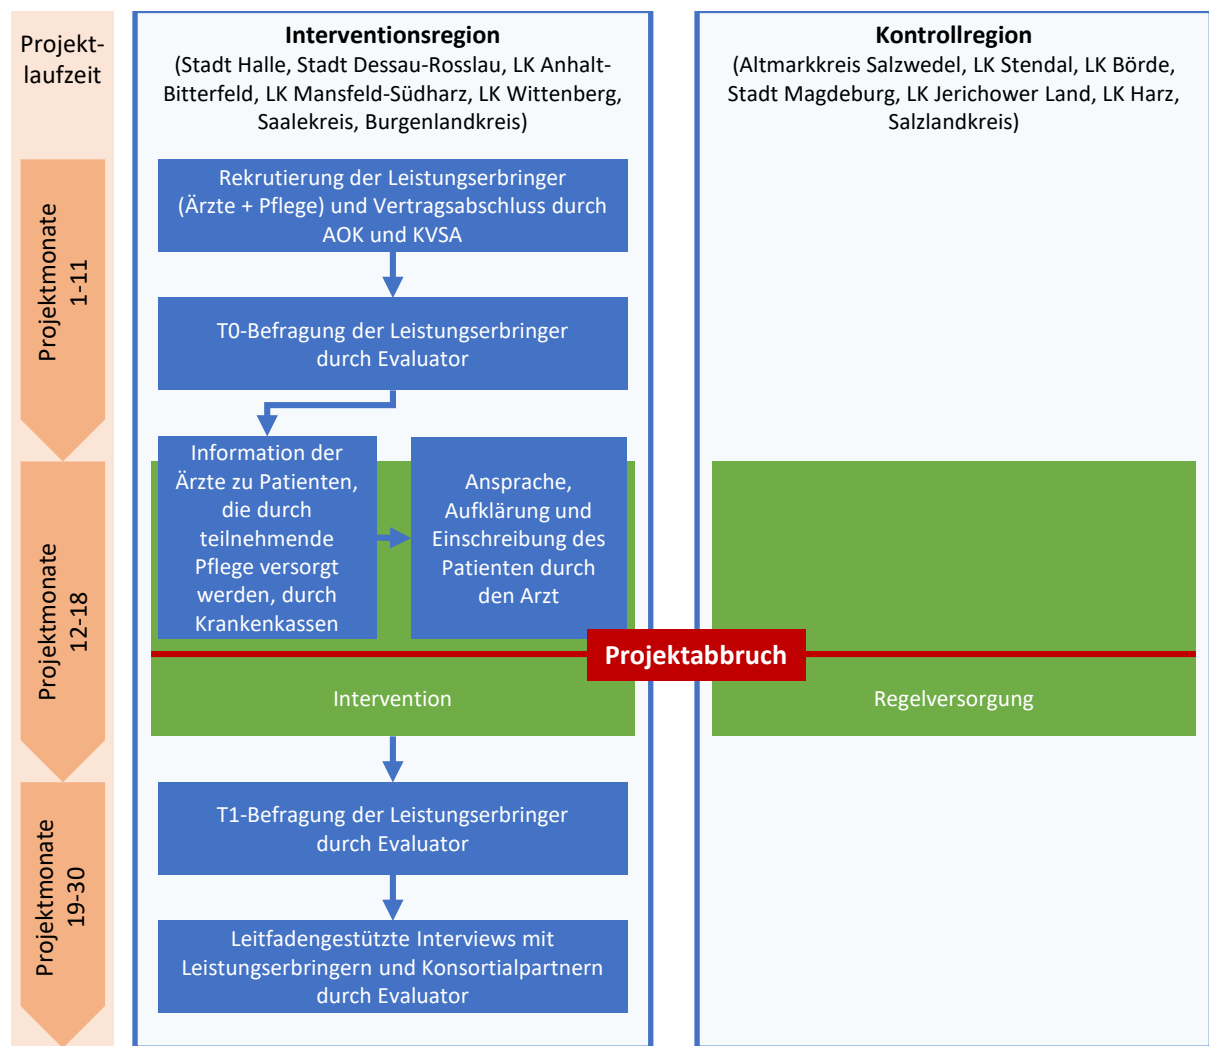 Projekt-
laufzeit
Interventionsregion
(Stadt Halle, Stadt Dessau-Rosslau, LK Anhalt-
Bitterfeld, LK Mansfeld-Südharz, LK Wittenberg,
Saalekreis, Burgenlandkreis)
Kontrollregion
(Altmarkkreis Salzwedel, LK Stendal, LK Börde,
Stadt Magdeburg, LK Jerichower Land, LK Harz,
Salzlandkreis)
Projektmonate
1-11
Rekrutierung der Leistungserbringer
(Ärzte + Pflege) und Vertragsabschluss durch
AOK und KVSA
T0-Befragung der Leistungserbringer
durch Evaluator
Projektmonate
12-18
Information der
Ärzte zu Patienten,
die durch
teilnehmende
Pflege versorgt
werden, durch
Krankenkassen
Ansprache,
Aufklärung und
Einschreibung des
Patienten durch
den Arzt
Projektabbruch
Intervention
Regelversorgung
Projektmonate
19-30
T1-Befragung der Leistungserbringer
durch Evaluator
Leitfadengestützte Interviews mit
Leistungserbringern und Konsortialpartnern
durch Evaluator